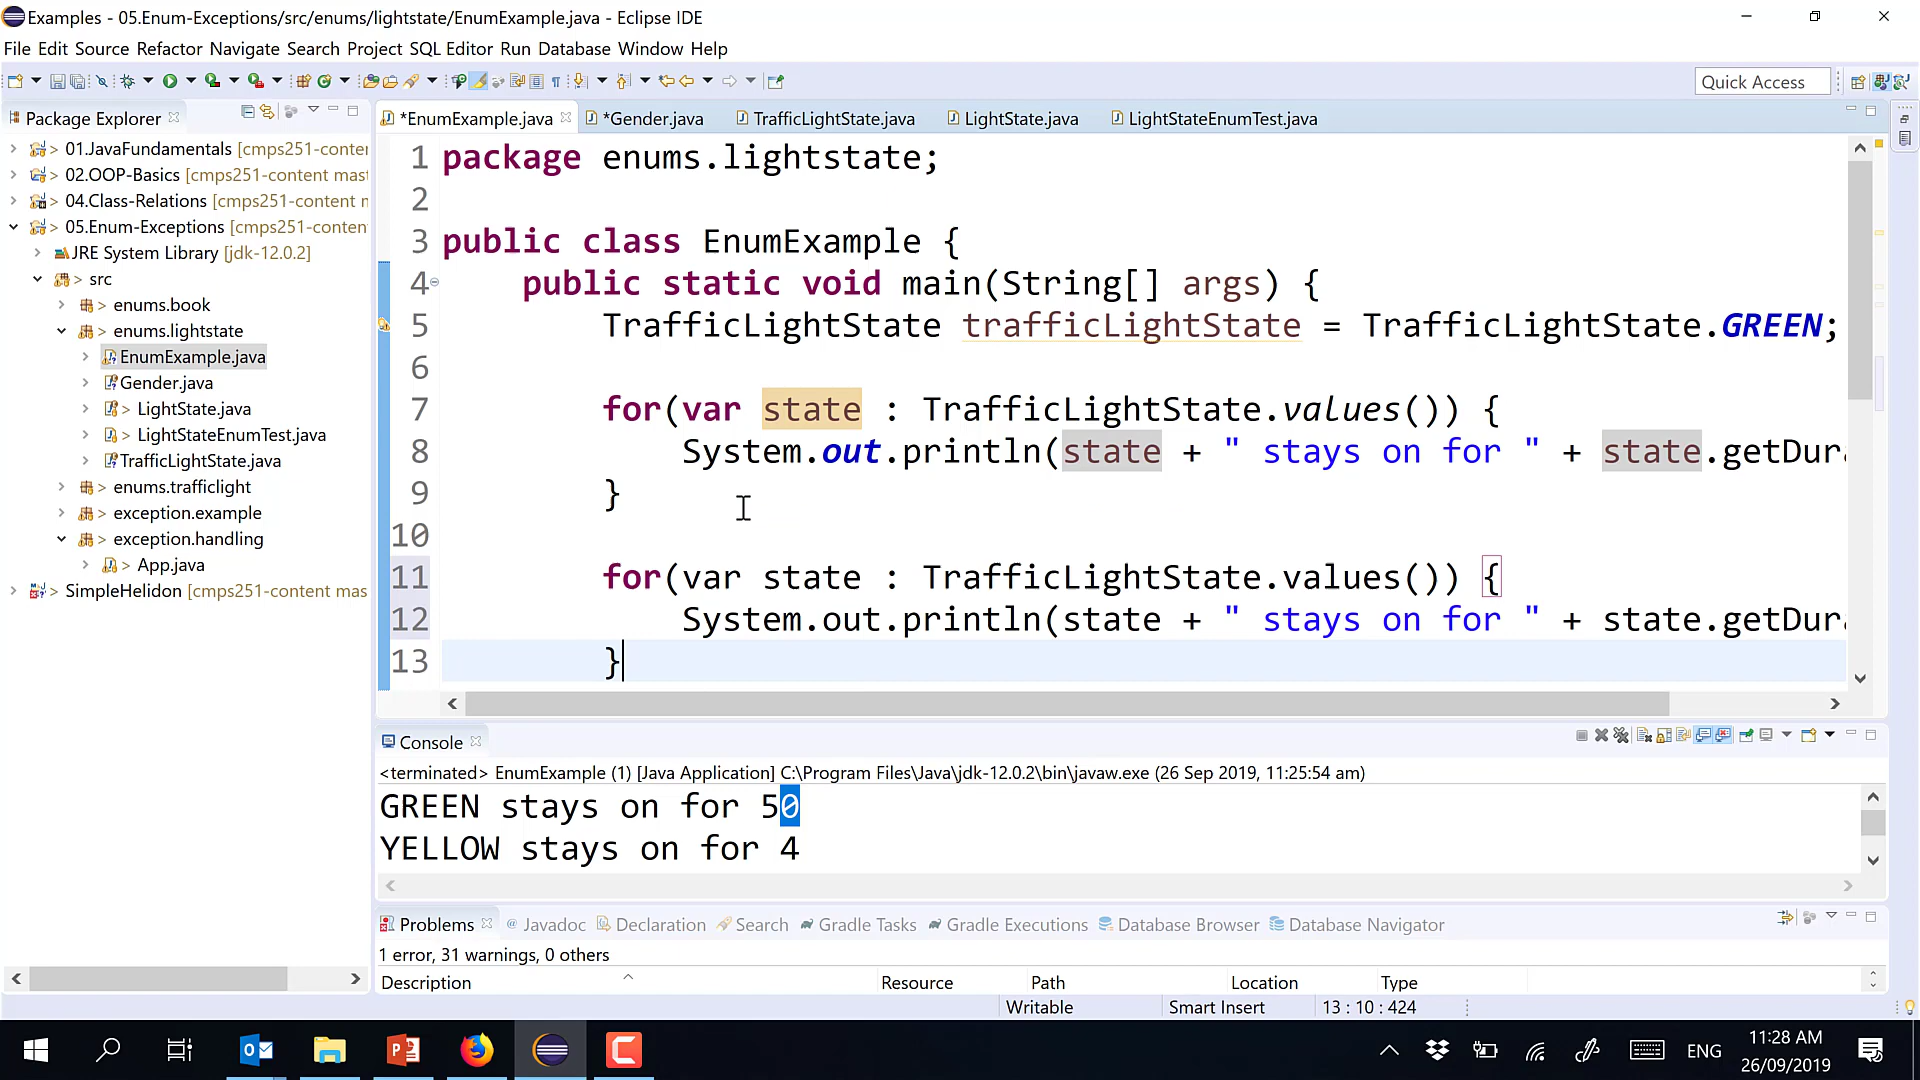 Examples - 05.Enum-Exceptions/src/enums/lightstate/EnumExample.java - Eclipse IDE
File Edit Source Refactor Navigate Search Project SQL Editor Run Database Window Help
Quick Access
Package Explorer
*EnumExample.java *Gender.java TrafficLightState.java LightState.java LightStateEnumTest.java
> 01.JavaFundamentals [cmps251-conter
> 02.OOP-Basics [cmps251-content mast
> 04.Class-Relations [cmps251-content r
> 05.Enum-Exceptions [cmps251-content
JRE System Library [jdk-12.0.2]
> src
> enums.book
> enums.lightstate
EnumExample.java
Gender.java
> LightState.java
> LightStateEnumTest.java
TrafficLightState.java
> enums.trafficlight
> exception.example
> exception.handling
> App.java
> SimpleHelidon [cmps251-content mas
1 package enums.lightstate;
2
3 public class EnumExample {
4 public static void main(String[] args) {
5 TrafficLightState trafficLightState = TrafficLightState.GREEN;
6
7 for(var state : TrafficLightState.values()) {
8 System.out.println(state + " stays on for " + state.getDura
9 }
10
11 for(var state : TrafficLightState.values()) {
12 System.out.println(state + " stays on for " + state.getDura
13 }
Console
<terminated> EnumExample (1) [Java Application] C:\Program Files\Java\jdk-12.0.2\bin\javaw.exe (26 Sep 2019, 11:25:54 am)
GREEN stays on for 50
YELLOW stays on for 4
Problems Javadoc Declaration Search Gradle Tasks Gradle Executions Database Browser Database Navigator
1 error, 31 warnings, 0 others
Description Resource Path Location Type
Writable Smart Insert 13 : 10 : 424
ENG
11:28 AM
26/09/2019